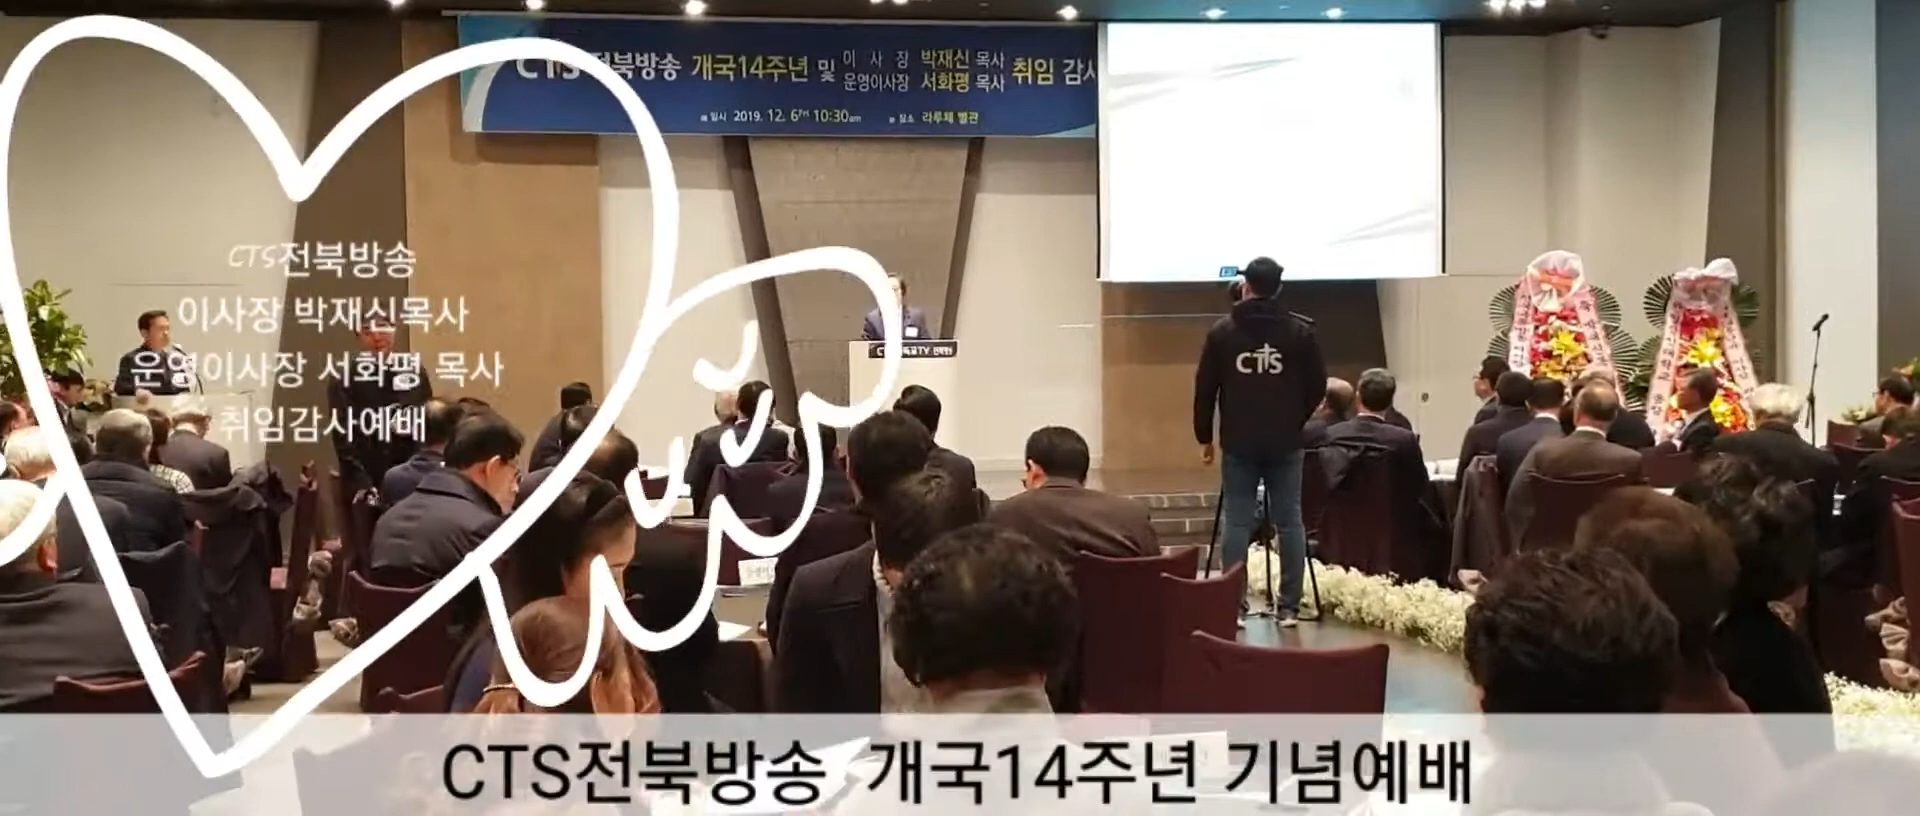 CTS전북방송 개국14주년 및 이사장 박재신 목사 취임 감사
운영이사장 서화평 목사
일시 2019. 12. 6 10:30am 장소 라루체 별관
CTS전북방송
이사장 박재신목사
운영이사장 서화평 목사
취임감사예배
CTS
CTS전북방송 개국14주년 기념예배